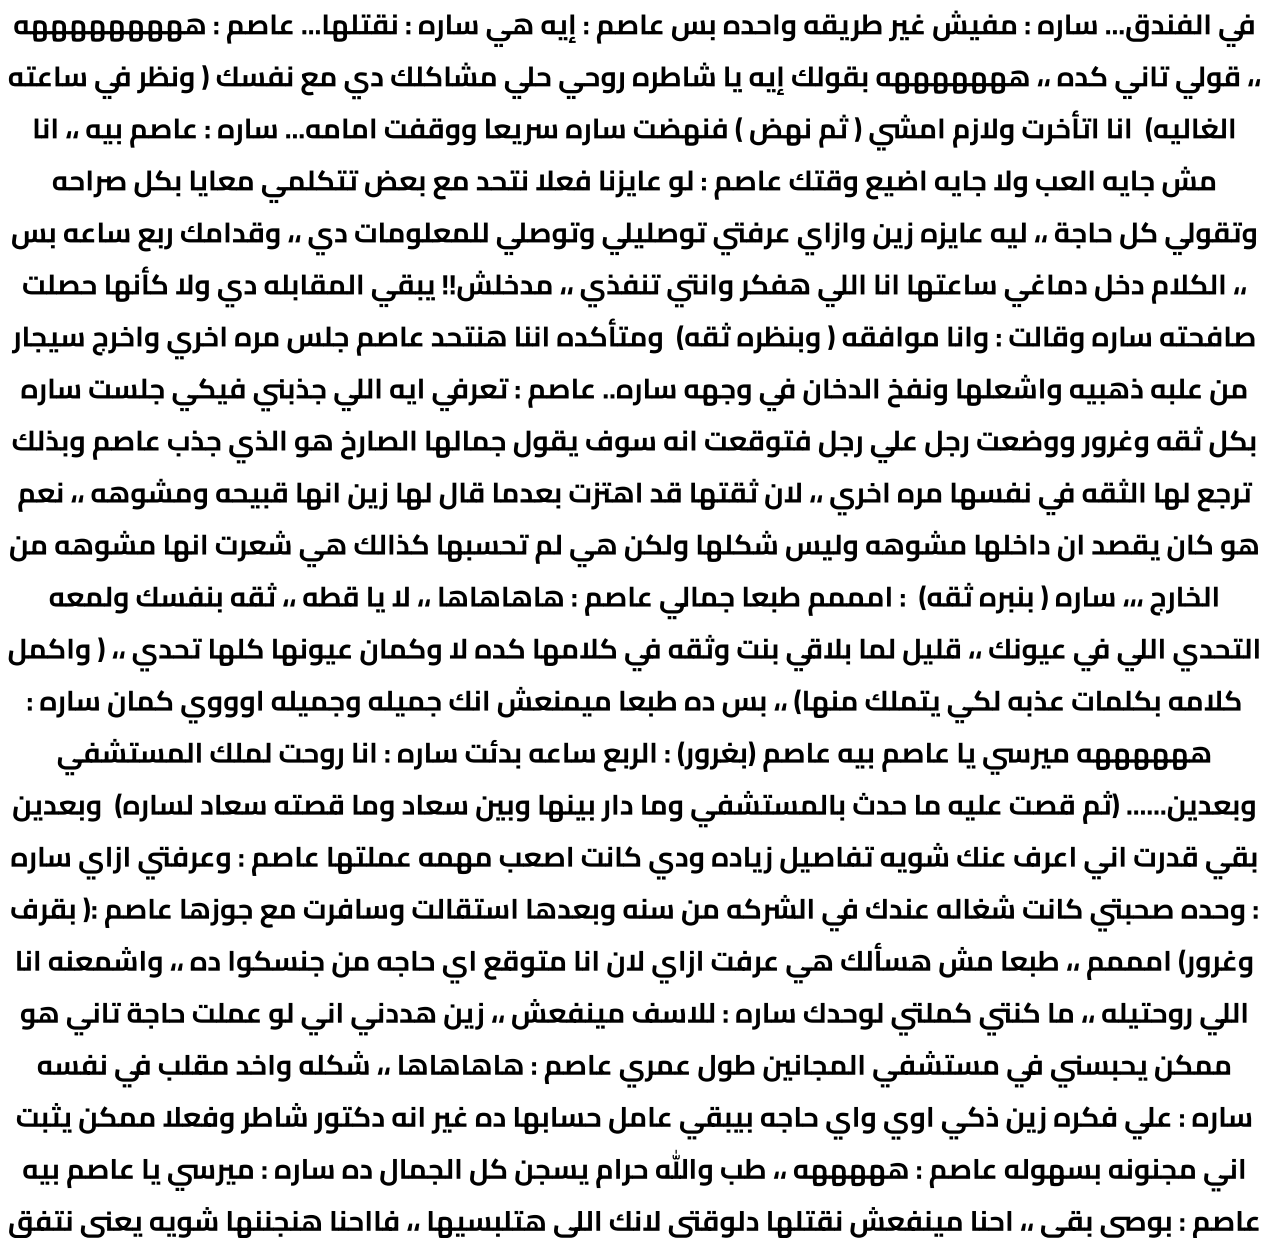 في الفندق... ساره : مفيش غير طريقه واحده بس عاصم : إيه هي ساره : نقتلها... عاصم : هههههههههه
،، قولي تاني كده ،، ههههههههه بقولك إيه يا شاطره روحي حلي مشاكلك دي مع نفسك ( ونظر في ساعته
الغاليه) انا اتأخرت ولازم امشي ( ثم نهض ) فنهضت ساره سريعا ووقفت امامه... ساره : عاصم بيه ،، انا
مش جايه العب ولا جايه اضيع وقتك عاصم : لو عايزنا فعلا نتحد مع بعض تتكلمي معايا بكل صراحه
وتقولي كل حاجة ،، ليه عايزه زين وازاي عرفتي توصليلي وتوصلي للمعلومات دي ،، وقدامك ربع ساعه بس
،، الكلام دخل دماغي ساعتها انا اللي هفكر وانتي تنفذي ،، مدخلش!! يبقي المقابله دي ولا كأنها حصلت
صافحته ساره وقالت : وانا موافقه ( وبنظره ثقه) ومتأكده اننا هنتحد عاصم جلس مره اخري واخرج سيجار
من علبه ذهبيه واشعلها ونفخ الدخان في وجهه ساره.. عاصم : تعرفي ايه اللي جذبني فيكي جلست ساره
بكل ثقه وغرور ووضعت رجل علي رجل فتوقعت انه سوف يقول جمالها الصارخ هو الذي جذب عاصم وبذلك
ترجع لها الثقه في نفسها مره اخري ،، لان ثقتها قد اهتزت بعدما قال لها زين انها قبيحه ومشوهه ،، نعم
هو كان يقصد ان داخلها مشوهه وليس شكلها ولكن هي لم تحسبها كذالك هي شعرت انها مشوهه من
الخارج ،،، ساره ( بنبره ثقه) : امممم طبعا جمالي عاصم : هاهاهاها ،، لا يا قطه ،، ثقه بنفسك ولمعه
التحدي اللي في عيونك ،، قليل لما بلاقي بنت وثقه في كلامها كده لا وكمان عيونها كلها تحدي ،، ( واكمل
كلامه بكلمات عذبه لكي يتملك منها) ،، بس ده طبعا ميمنعش انك جميله وجميله اوووي كمان ساره :
ههههههه ميرسي يا عاصم بيه عاصم (بغرور) : الربع ساعه بدئت ساره : انا روحت لملك المستشفي
وبعدين...... (ثم قصت عليه ما حدث بالمستشفي وما دار بينها وبين سعاد وما قصته سعاد لساره) وبعدين
بقي قدرت اني اعرف عنك شويه تفاصيل زياده ودي كانت اصعب مهمه عملتها عاصم : وعرفتي ازاي ساره
: وحده صحبتي كانت شغاله عندك في الشركه من سنه وبعدها استقالت وسافرت مع جوزها عاصم :( بقرف
وغرور) امممم ،، طبعا مش هسألك هي عرفت ازاي لان انا متوقع اي حاجه من جنسكوا ده ،، واشمعنه انا
اللي روحتيله ،، ما كنتي كملتي لوحدك ساره : للاسف مينفعش ،، زين هددني اني لو عملت حاجة تاني هو
ممكن يحبسني في مستشفي المجانين طول عمري عاصم : هاهاهاها ،، شكله واخد مقلب في نفسه
ساره : علي فكره زين ذكي اوي واي حاجه بيبقي عامل حسابها ده غير انه دكتور شاطر وفعلا ممكن يثبت
اني مجنونه بسهوله عاصم : هههههه ،، طب والله حرام يسجن كل الجمال ده ساره : ميرسي يا عاصم بيه
عاصم : بوصي بقي ،، احنا مينفعش نقتلها دلوقتي لانك اللي هتلبسيها ،، فااحنا هنجننها شويه يعني نتفق